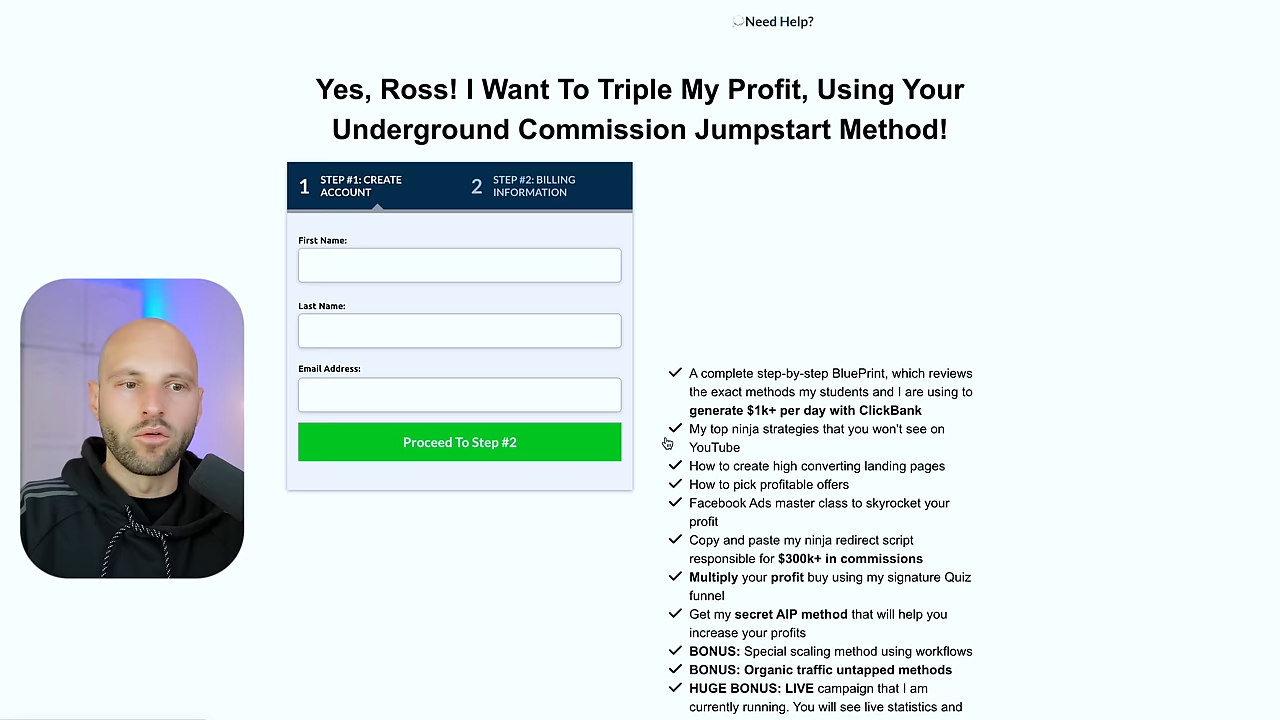 Need Help?
Yes, Ross! I Want To Triple My Profit, Using Your
Underground Commission Jumpstart Method!
1
STEP #1: CREATE
ACCOUNT
2
STEP #2: BILLING
INFORMATION
First Name:
Last Name:
Email Address:
Proceed To Step #2
A complete step-by-step BluePrint, which reviews
the exact methods my students and I are using to
generate $1k+ per day with ClickBank
My top ninja strategies that you won't see on
YouTube
How to create high converting landing pages
How to pick profitable offers
Facebook Ads master class to skyrocket your
profit
Copy and paste my ninja redirect script
responsible for $300k+ in commissions
Multiply your profit buy using my signature Quiz
funnel
Get my secret AIP method that will help you
increase your profits
BONUS: Special scaling method using workflows
BONUS: Organic traffic untapped methods
HUGE BONUS: LIVE campaign that I am
currently running. You will see live statistics and